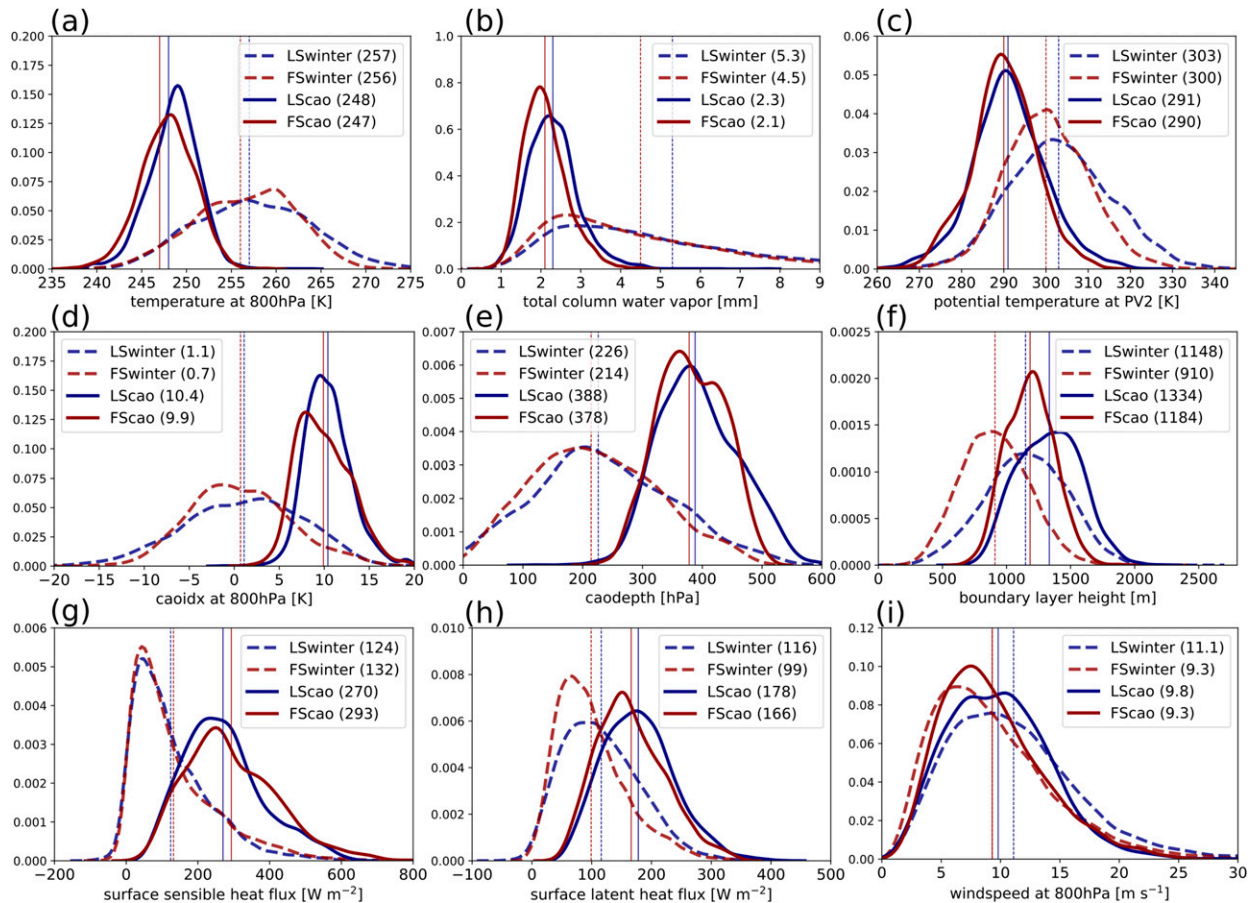 (a)
0.200
0.175
0.150
0.125
0.100
0.075
0.050
0.025
0.000
235 240 245 250 255 260 265 270 275
temperature at 800hPa [K]
LSwinter (257)
FSwinter (256)
LScao (248)
FScao (247)
(b)
1.0
0.8
0.6
0.4
0.2
0.0
0 1 2 3 4 5 6 7 8 9
total column water vapor [mm]
LSwinter (5.3)
FSwinter (4.5)
LScao (2.3)
FScao (2.1)
(c)
0.06
0.05
0.04
0.03
0.02
0.01
0.00
260 270 280 290 300 310 320 330 340
potential temperature at PV2 [K]
LSwinter (303)
FSwinter (300)
LScao (291)
FScao (290)
(d)
0.200
0.175
0.150
0.125
0.100
0.075
0.050
0.025
0.000
−20 −15 −10 −5 0 5 10 15 20
caoidx at 800hPa [K]
LSwinter (1.1)
FSwinter (0.7)
LScao (10.4)
FScao (9.9)
(e)
0.007
0.006
0.005
0.004
0.003
0.002
0.001
0.000
0 100 200 300 400 500 600
caodepth [hPa]
LSwinter (226)
FSwinter (214)
LScao (388)
FScao (378)
(f)
0.0025
0.0020
0.0015
0.0010
0.0005
0.0000
0 500 1000 1500 2000 2500
boundary layer height [m]
LSwinter (1148)
FSwinter (910)
LScao (1334)
FScao (1184)
(g)
0.006
0.005
0.004
0.003
0.002
0.001
0.000
−200 0 200 400 600 800
surface sensible heat flux [W m−2]
LSwinter (124)
FSwinter (132)
LScao (270)
FScao (293)
(h)
0.010
0.008
0.006
0.004
0.002
0.000
−100 0 100 200 300 400 500
surface latent heat flux [W m−2]
LSwinter (116)
FSwinter (99)
LScao (178)
FScao (166)
(i)
0.12
0.10
0.08
0.06
0.04
0.02
0.00
0 5 10 15 20 25 30
windspeed at 800hPa [m s−1]
LSwinter (11.1)
FSwinter (9.3)
LScao (9.8)
FScao (9.3)